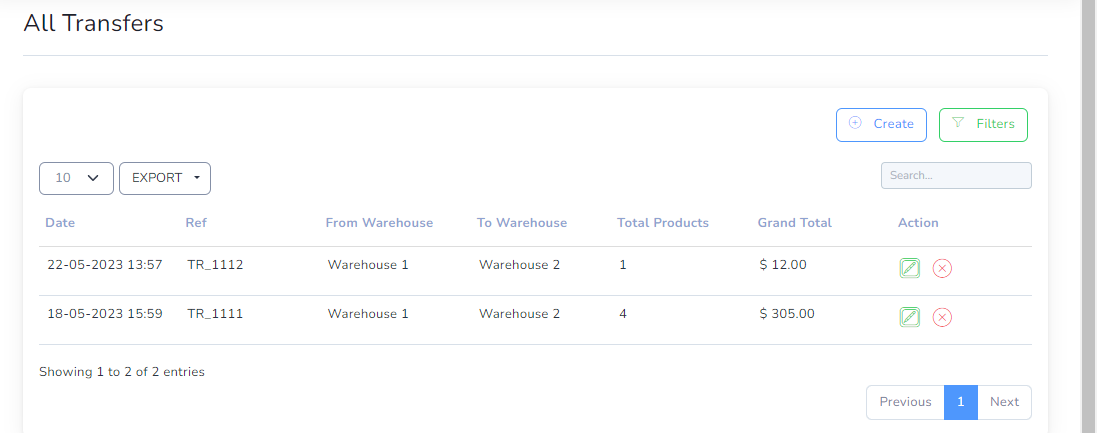 All Transfers
Create Filters
10 EXPORT Search...
Date Ref From Warehouse To Warehouse Total Products Grand Total Action
22-05-2023 13:57 TR_1112 Warehouse 1 Warehouse 2 1 $ 12.00
18-05-2023 15:59 TR_1111 Warehouse 1 Warehouse 2 4 $ 305.00
Showing 1 to 2 of 2 entries
Previous 1 Next